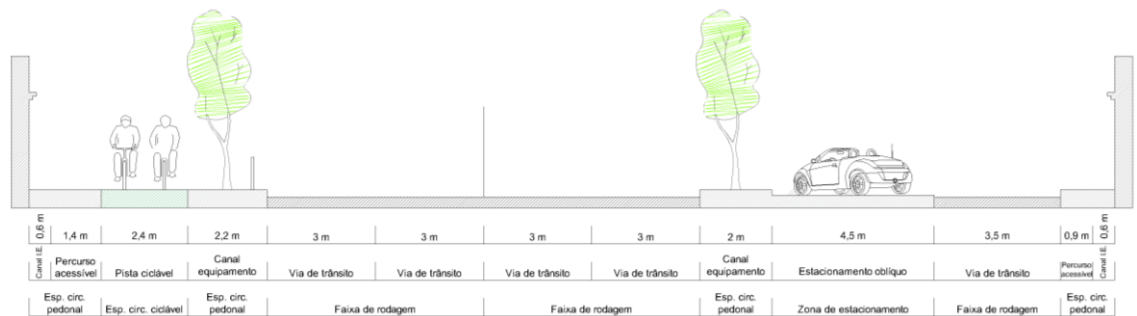 0,6 m 1,4 m 2,4 m 2,2 m 3 m 3 m 3 m 3 m 2 m 4,5 m 3,5 m 0,9 m 0,6 m
Canal I.E. Percurso acessível Pista ciclável Canal equipamento Via de trânsito Via de trânsito Via de trânsito Via de trânsito Canal equipamento Estacionamento oblíquo Via de trânsito Percurso acessível Canal I.E.
Esp. circ. pedonal Esp. circ. ciclável Esp. circ. pedonal Faixa de rodagem Faixa de rodagem Esp. circ. pedonal Zona de estacionamento Faixa de rodagem Esp. circ. pedonal